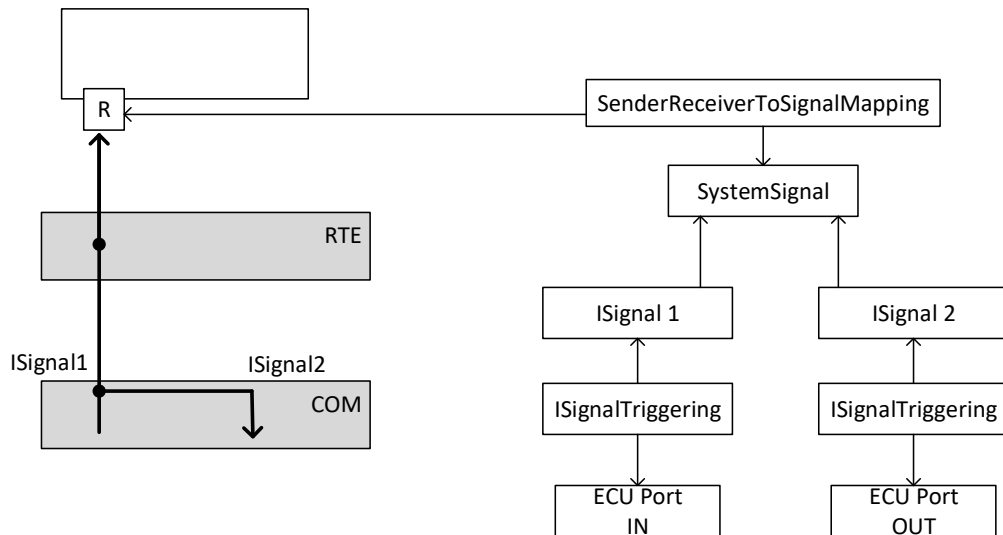 R
SenderReceiverToSignalMapping
SystemSignal
RTE
ISignal 1
ISignal 2
ISignal1
ISignal2
COM
ISignalTriggering
ISignalTriggering
ECU Port
IN
ECU Port
OUT